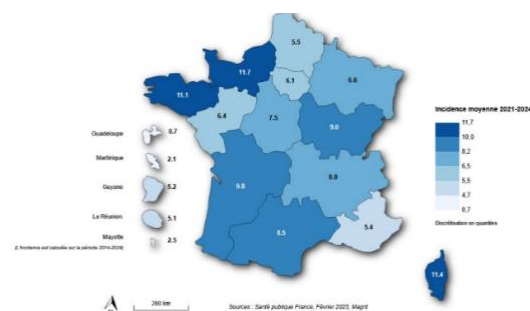 5.5
11.7
6.1
6.8
11.1
6.4
7.5
9.0
9.8
8.5
5.4
11.4
Guadeloupe 0.7
Martinique 2.1
Guyane 5.2
La Réunion 5.1
Mayotte 2.5
Incidence moyenne 2021-2024
11,7
10,0
8,2
6,5
5,5
4,7
0,7
Discrétisation en quantiles
260 km
Sources : Santé publique France, Février 2025, Magrit